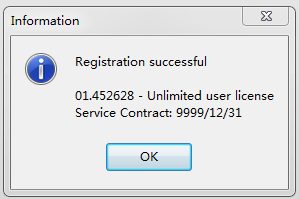 Information
Registration successful
01.452628 - Unlimited user license
Service Contract: 9999/12/31
OK